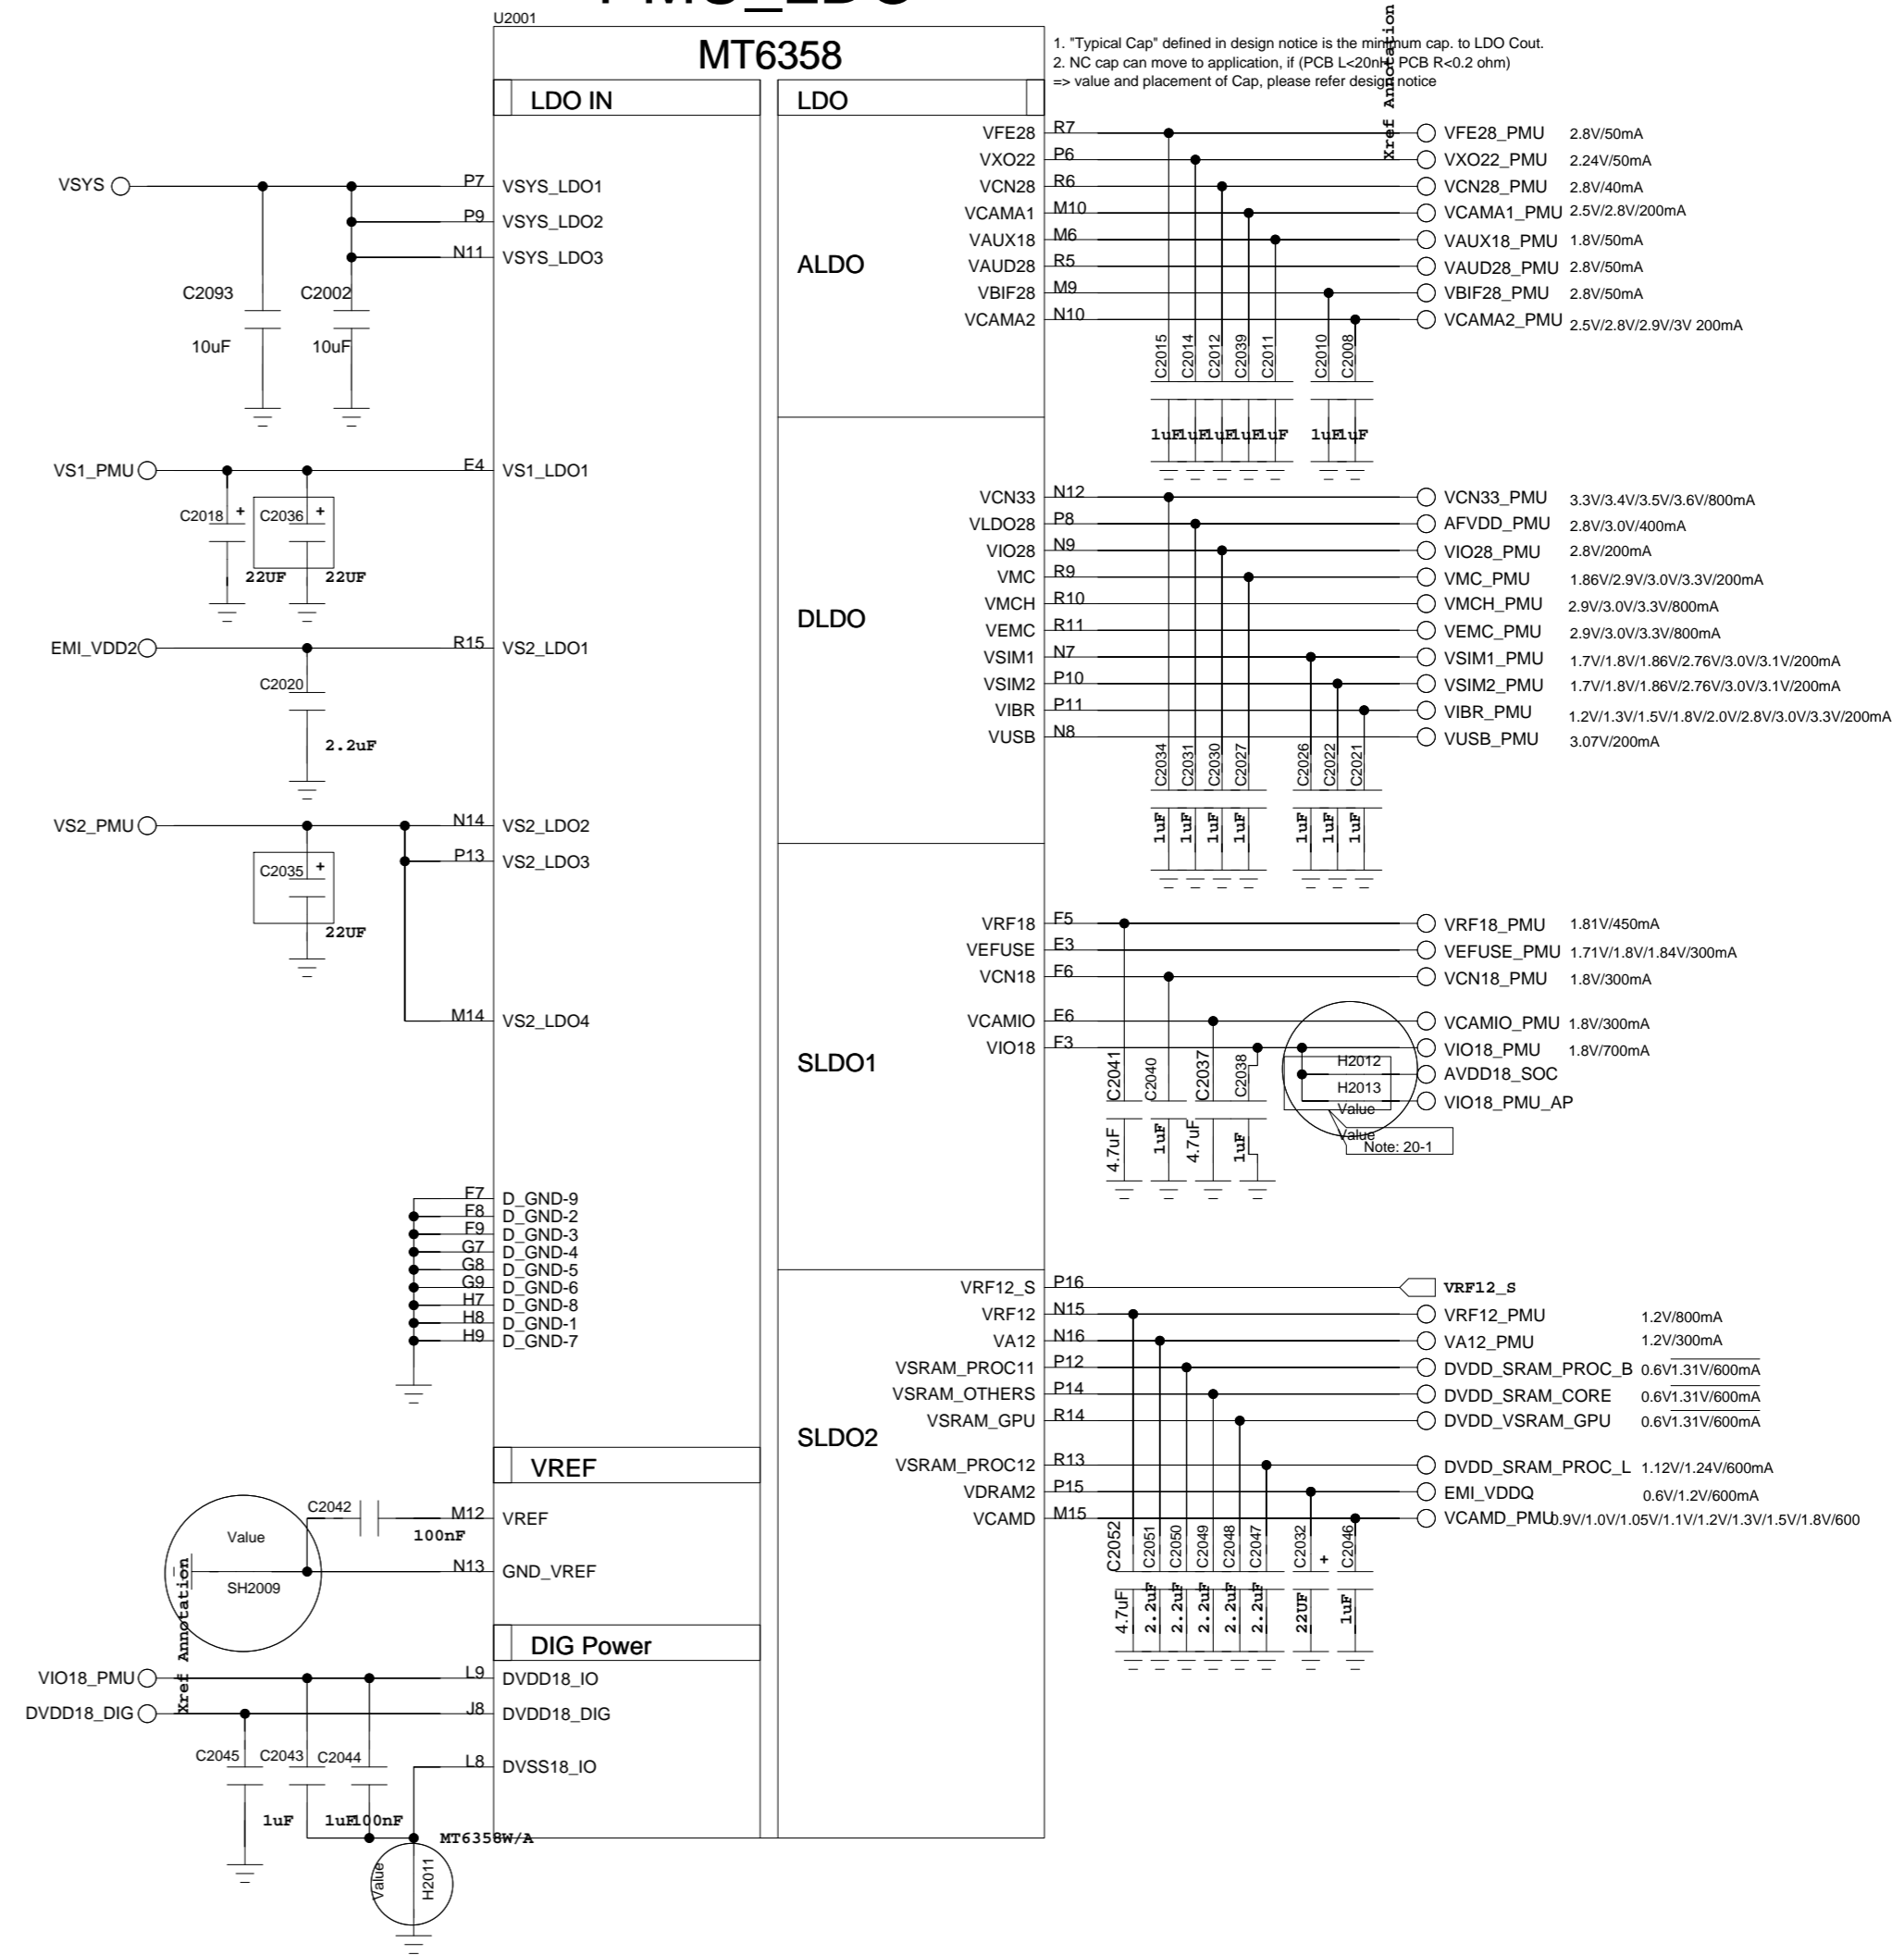 U2001
MT6358
1. "Typical Cap" defined in design notice is the minimum cap. to LDO Cout.
2. NC cap can move to application, if (PCB L<20nH, PCB R<0.2 ohm)
=> value and placement of Cap, please refer design notice
Xref Annotation
LDO IN
LDO
VSYS
P7 VSYS_LDO1
P9 VSYS_LDO2
N11 VSYS_LDO3
C2093
10uF
C2002
10uF
VS1_PMU
E4 VS1_LDO1
C2018 +
22UF
C2036 +
22UF
EMI_VDD2
R15 VS2_LDO1
C2020
2.2uF
VS2_PMU
N14 VS2_LDO2
P13 VS2_LDO3
C2035 +
22UF
M14 VS2_LDO4
F7 D_GND-9
F8 D_GND-2
F9 D_GND-3
G7 D_GND-4
G8 D_GND-5
G9 D_GND-6
H7 D_GND-8
H8 D_GND-1
H9 D_GND-7
VREF
C2042
100nF
M12 VREF
N13 GND_VREF
Value
SH2009
Xref Annotation
DIG Power
VIO18_PMU
L9 DVDD18_IO
DVDD18_DIG
J8 DVDD18_DIG
L8 DVSS18_IO
C2045 C2043 C2044
1uF 1uF 100nF
MT6358W/A
Value
H2011
ALDO
VFE28 R7 VFE28_PMU 2.8V/50mA
VXO22 P6 VXO22_PMU 2.24V/50mA
VCN28 R6 VCN28_PMU 2.8V/40mA
VCAMA1 M10 VCAMA1_PMU 2.5V/2.8V/200mA
VAUX18 M6 VAUX18_PMU 1.8V/50mA
VAUD28 R5 VAUD28_PMU 2.8V/50mA
VBIF28 M9 VBIF28_PMU 2.8V/50mA
VCAMA2 N10 VCAMA2_PMU 2.5V/2.8V/2.9V/3V 200mA
C2015 C2014 C2012 C2039 C2011 C2010 C2008
1uF 1uF 1uF 1uF 1uF 1uF 1uF
DLDO
VCN33 N12 VCN33_PMU 3.3V/3.4V/3.5V/3.6V/800mA
VLDO28 P8 AFVDD_PMU 2.8V/3.0V/400mA
VIO28 N9 VIO28_PMU 2.8V/200mA
VMC R9 VMC_PMU 1.86V/2.9V/3.0V/3.3V/200mA
VMCH R10 VMCH_PMU 2.9V/3.0V/3.3V/800mA
VEMC R11 VEMC_PMU 2.9V/3.0V/3.3V/800mA
VSIM1 N7 VSIM1_PMU 1.7V/1.8V/1.86V/2.76V/3.0V/3.1V/200mA
VSIM2 P10 VSIM2_PMU 1.7V/1.8V/1.86V/2.76V/3.0V/3.1V/200mA
VIBR P11 VIBR_PMU 1.2V/1.3V/1.5V/1.8V/2.0V/2.8V/3.0V/3.3V/200mA
VUSB N8 VUSB_PMU 3.07V/200mA
C2034 C2031 C2030 C2027 C2026 C2022 C2021
1uF 1uF 1uF 1uF 1uF 1uF 1uF
SLDO1
VRF18 F5 VRF18_PMU 1.81V/450mA
VEFUSE E3 VEFUSE_PMU 1.71V/1.8V/1.84V/300mA
VCN18 F6 VCN18_PMU 1.8V/300mA
VCAMIO E6 VCAMIO_PMU 1.8V/300mA
VIO18 F3 VIO18_PMU 1.8V/700mA
H2012 AVDD18_SOC
H2013 VIO18_PMU_AP
Value
Value
Note: 20-1
C2041 C2040 C2037 C2038
4.7uF 1uF 4.7uF 1uF
SLDO2
VRF12_S P16 VRF12_S
VRF12 N15 VRF12_PMU 1.2V/800mA
VA12 N16 VA12_PMU 1.2V/300mA
VSRAM_PROC11 P12 DVDD_SRAM_PROC_B 0.6V1.31V/600mA
VSRAM_OTHERS P14 DVDD_SRAM_CORE 0.6V1.31V/600mA
VSRAM_GPU R14 DVDD_VSRAM_GPU 0.6V1.31V/600mA
VSRAM_PROC12 R13 DVDD_SRAM_PROC_L 1.12V/1.24V/600mA
VDRAM2 P15 EMI_VDDQ 0.6V/1.2V/600mA
VCAMD M15 VCAMD_PMU 0.9V/1.0V/1.05V/1.1V/1.2V/1.3V/1.5V/1.8V/600
C2052 C2051 C2050 C2049 C2048 C2047 C2032 + C2046
4.7uF 2.2uF 2.2uF 2.2uF 2.2uF 2.2uF 22UF 1uF